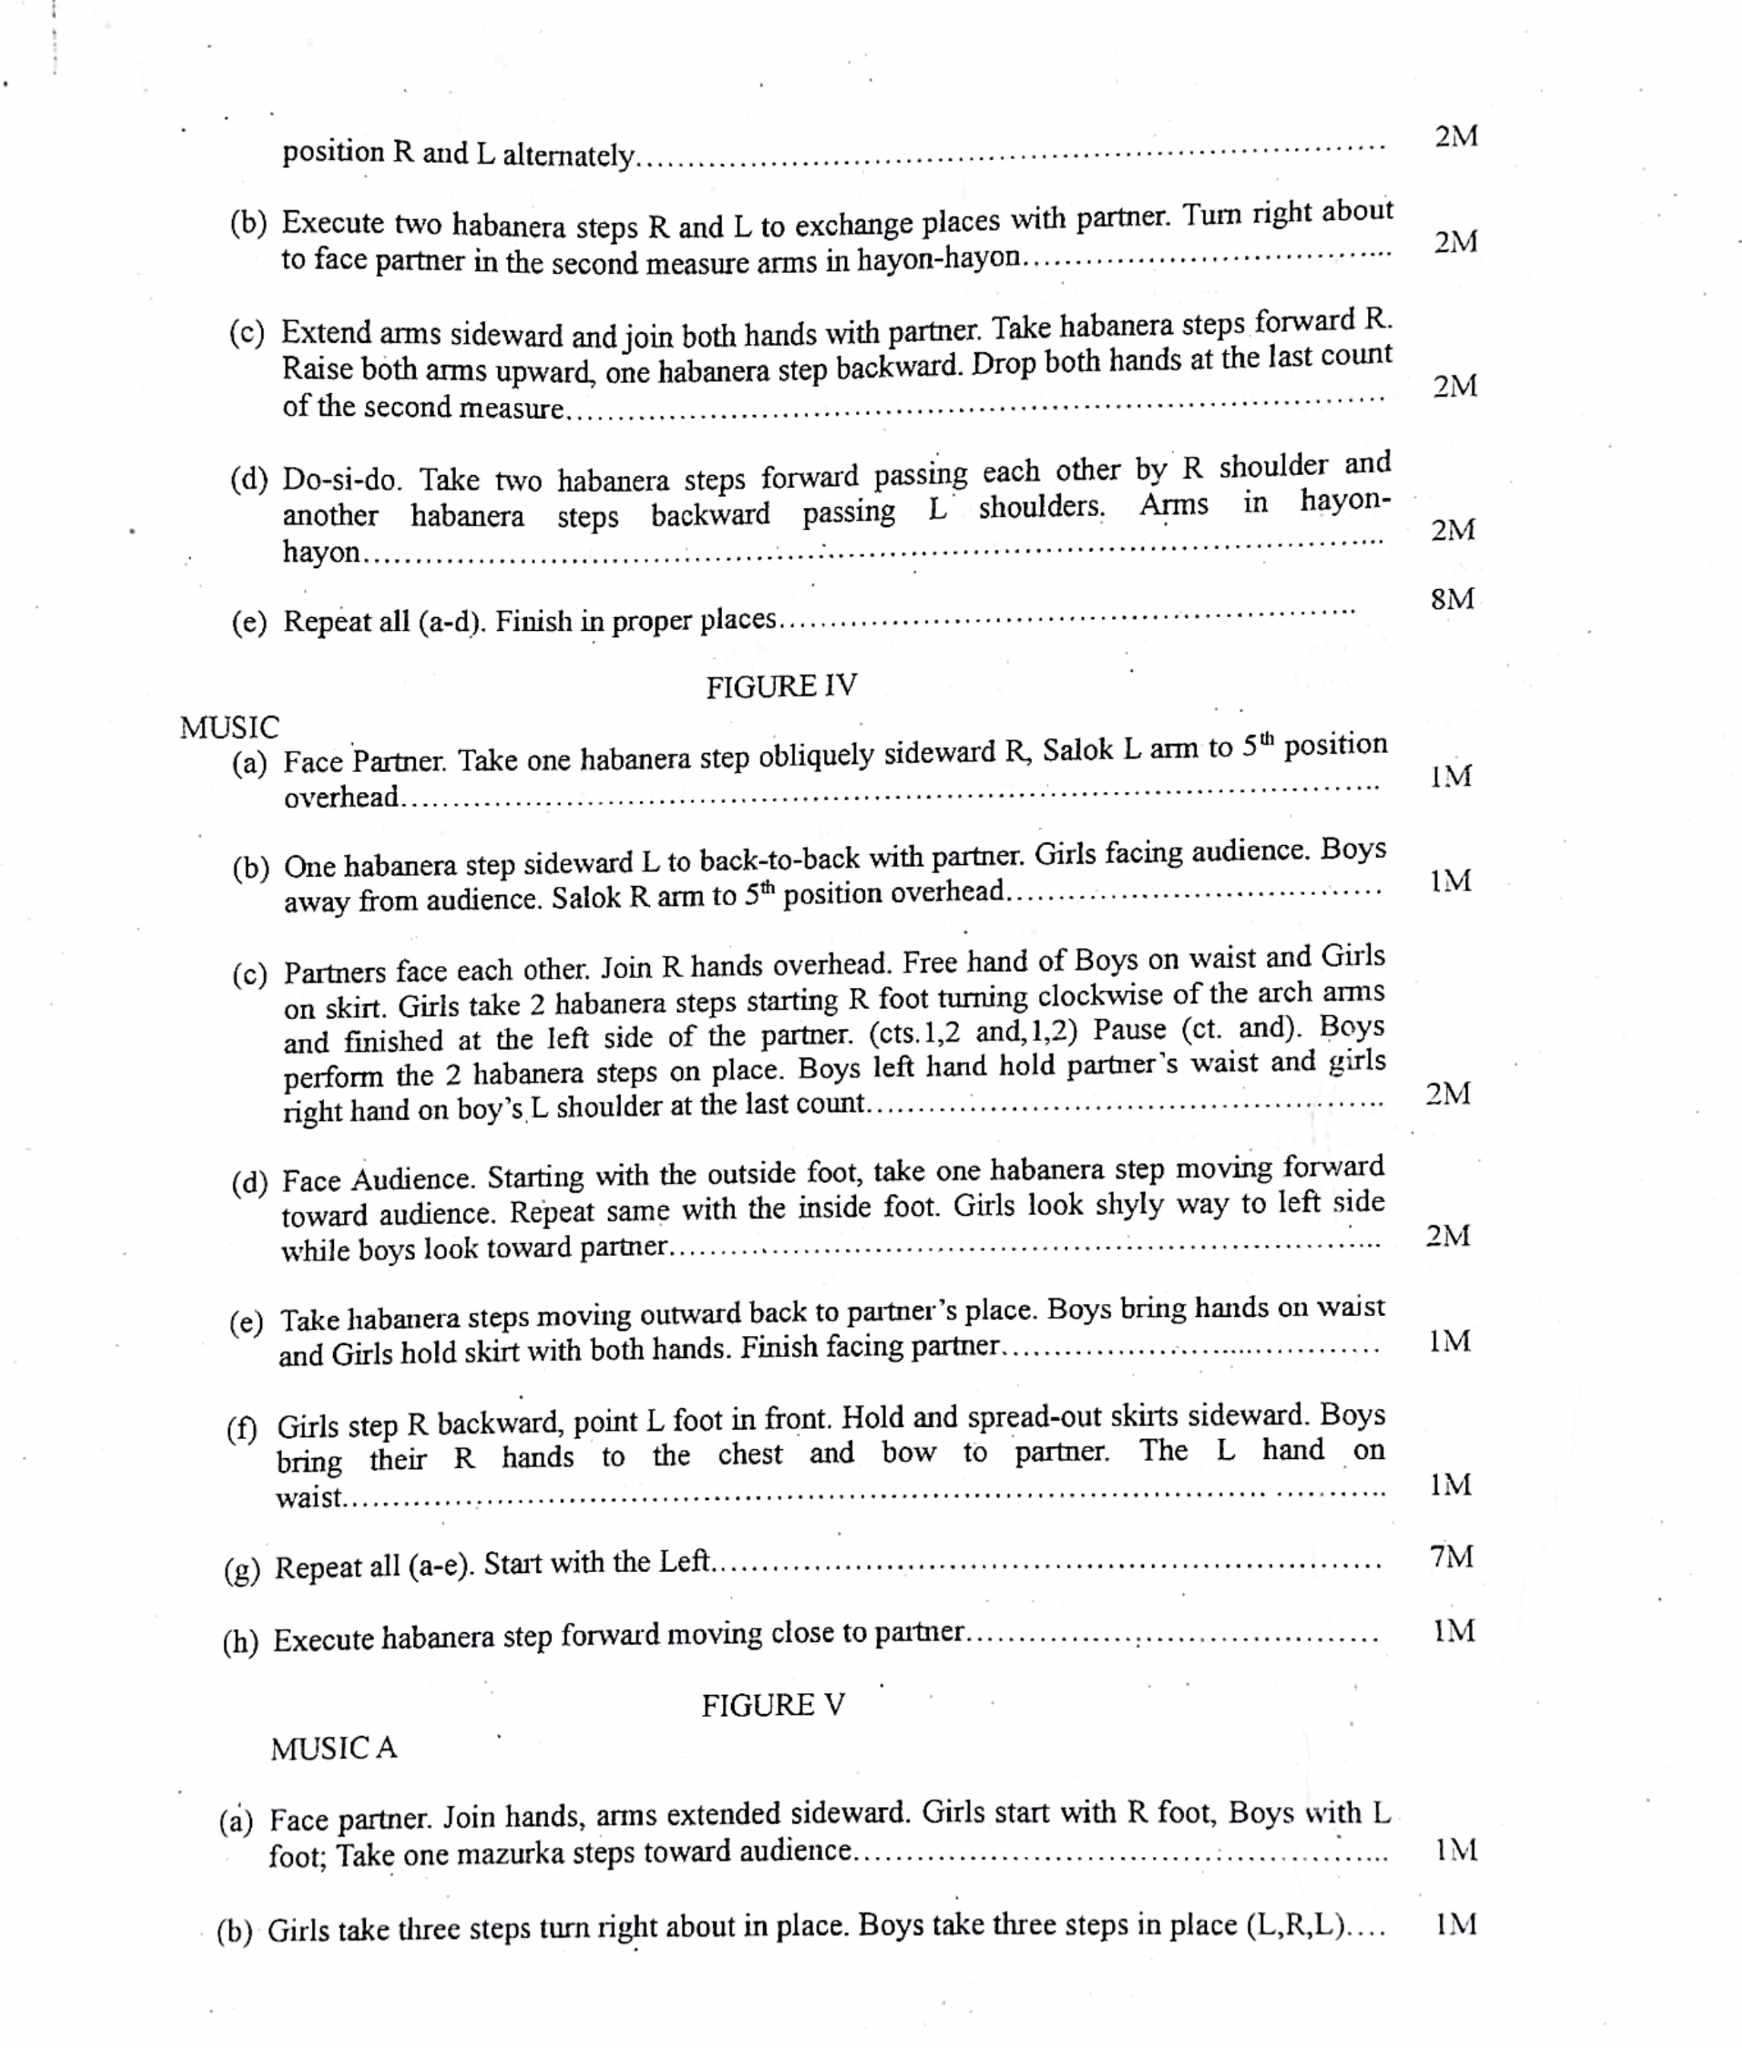 position R and L alternately.................................................................... 2M
(b) Execute two habanera steps R and L to exchange places with partner. Turn right about
to face partner in the second measure arms in hayon-hayon.................................. 2M
(c) Extend arms sideward and join both hands with partner. Take habanera steps forward R.
Raise both arms upward, one habanera step backward. Drop both hands at the last count
of the second measure........................................................................... 2M
(d) Do-si-do. Take two habanera steps forward passing each other by R shoulder and
another habanera steps backward passing L shoulders. Arms in hayon-
hayon............................................................................................... 2M
(e) Repeat all (a-d). Finish in proper places..................................................... 8M
FIGURE IV
MUSIC
(a) Face Partner. Take one habanera step obliquely sideward R, Salok L arm to 5th position
overhead............................................................................................ 1M
(b) One habanera step sideward L to back-to-back with partner. Girls facing audience. Boys
away from audience. Salok R arm to 5th position overhead................................... 1M
(c) Partners face each other. Join R hands overhead. Free hand of Boys on waist and Girls
on skirt. Girls take 2 habanera steps starting R foot turning clockwise of the arch arms
and finished at the left side of the partner. (cts.1,2 and,1,2) Pause (ct. and). Boys
perform the 2 habanera steps on place. Boys left hand hold partner's waist and girls
right hand on boy's L shoulder at the last count............................................... 2M
(d) Face Audience. Starting with the outside foot, take one habanera step moving forward
toward audience. Repeat same with the inside foot. Girls look shyly way to left side
while boys look toward partner.................................................................. 2M
(e) Take habanera steps moving outward back to partner's place. Boys bring hands on waist
and Girls hold skirt with both hands. Finish facing partner................................... 1M
(f) Girls step R backward, point L foot in front. Hold and spread-out skirts sideward. Boys
bring their R hands to the chest and bow to partner. The L hand on
waist................................................................................................ 1M
(g) Repeat all (a-e). Start with the Left............................................................ 7M
(h) Execute habanera step forward moving close to partner...................................... 1M
FIGURE V
MUSIC A
(a) Face partner. Join hands, arms extended sideward. Girls start with R foot, Boys with L
foot; Take one mazurka steps toward audience................................................. 1M
(b) Girls take three steps turn right about in place. Boys take three steps in place (L,R,L).... 1M